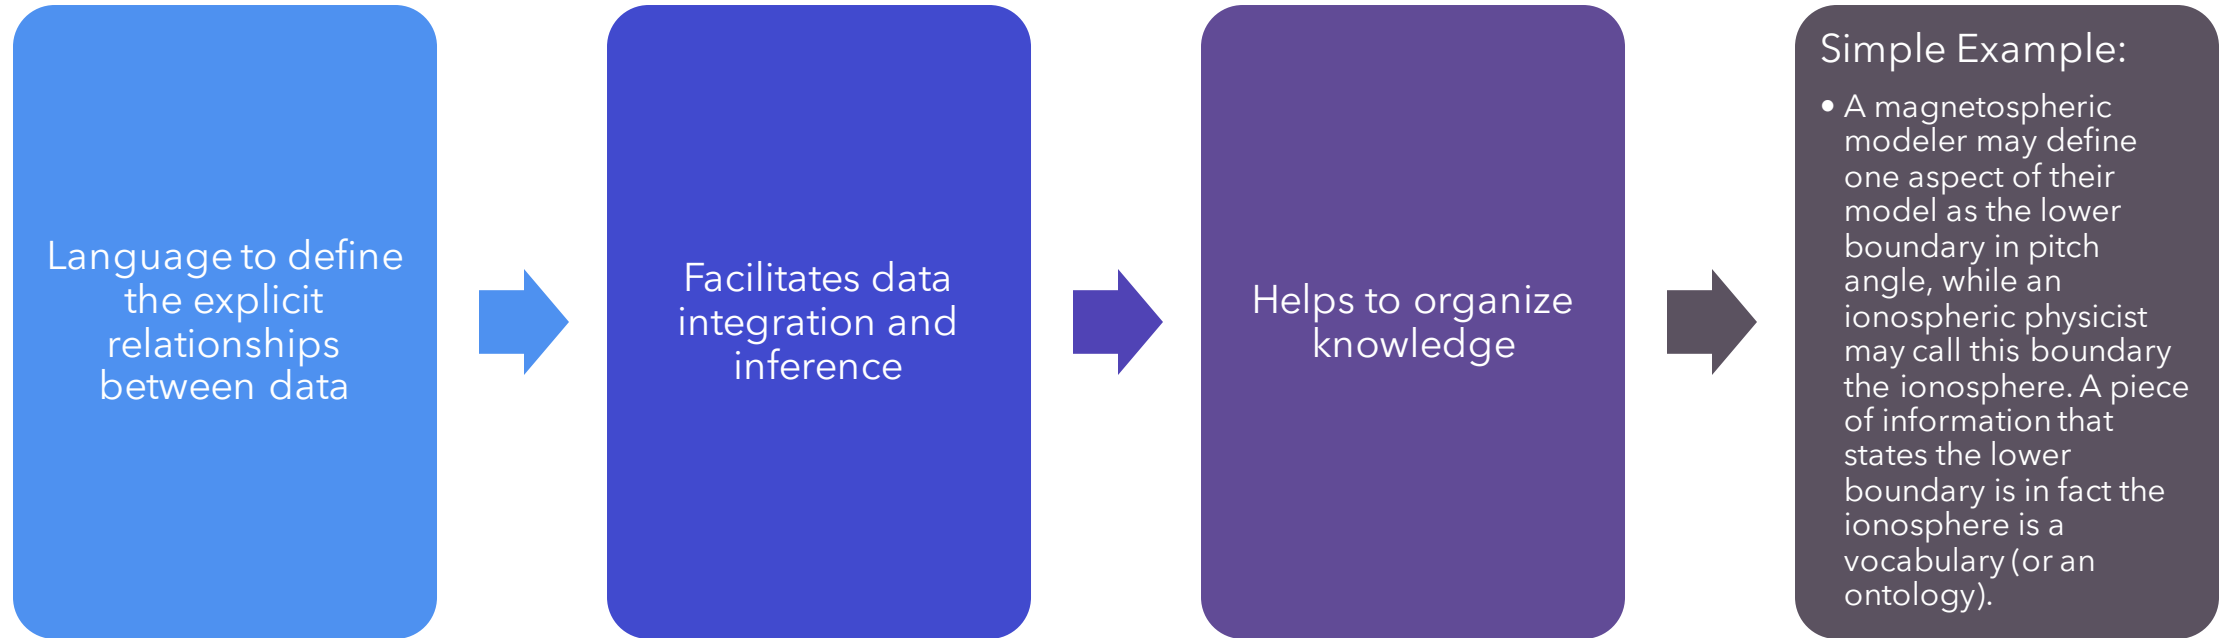 Language to define
the explicit
relationships
between data
Facilitates data
integration and
inference
Helps to organize
knowledge
Simple Example:
• A magnetospheric
modeler may define
one aspect of their
model as the lower
boundary in pitch
angle, while an
ionospheric physicist
may call this boundary
the ionosphere. A piece
of information that
states the lower
boundary is in fact the
ionosphere is a
vocabulary (or an
ontology).